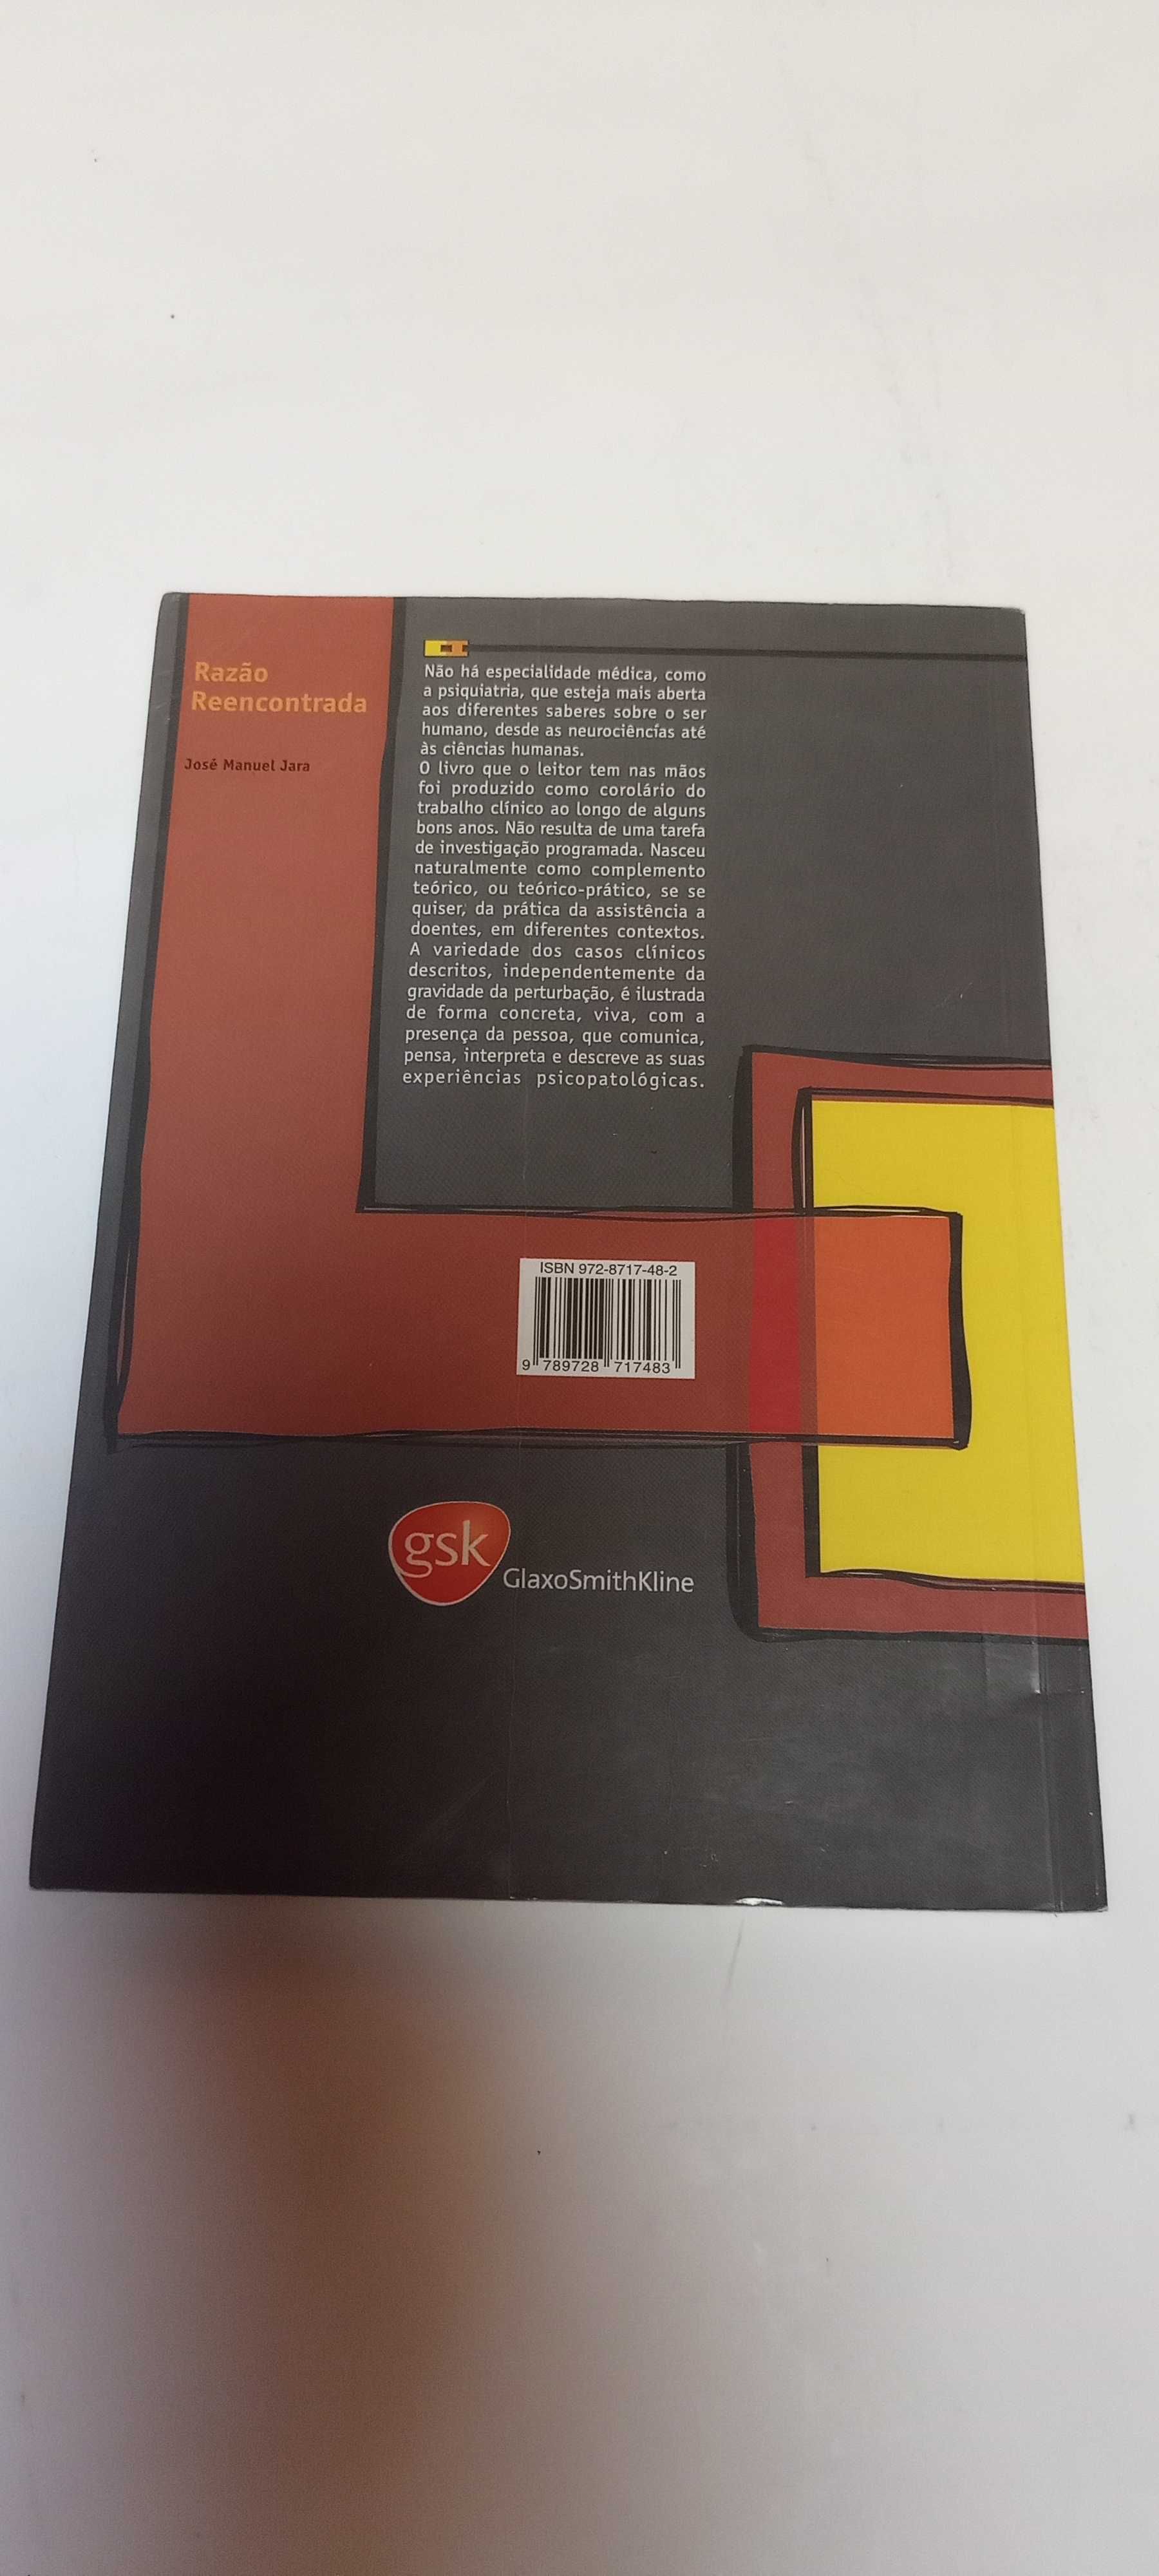 Razão
Reencontrada
José Manuel Jara
Não há especialidade médica, como
a psiquiatria, que esteja mais aberta
aos diferentes saberes sobre o ser
humano, desde as neurociências até
às ciências humanas.
O livro que o leitor tem nas mãos
foi produzido como corolário do
trabalho clínico ao longo de alguns
bons anos. Não resulta de uma tarefa
de investigação programada. Nasceu
naturalmente como complemento
teórico, ou teórico-prático, se se
quiser, da prática da assistência a
doentes, em diferentes contextos.
A variedade dos casos clínicos
descritos, independentemente da
gravidade da perturbação, é ilustrada
de forma concreta, viva, com a
presença da pessoa, que comunica,
pensa, interpreta e descreve as suas
experiências psicopatológicas.
ISBN 972-8717-48-2
9 789728 717483
gsk
GlaxoSmithKline